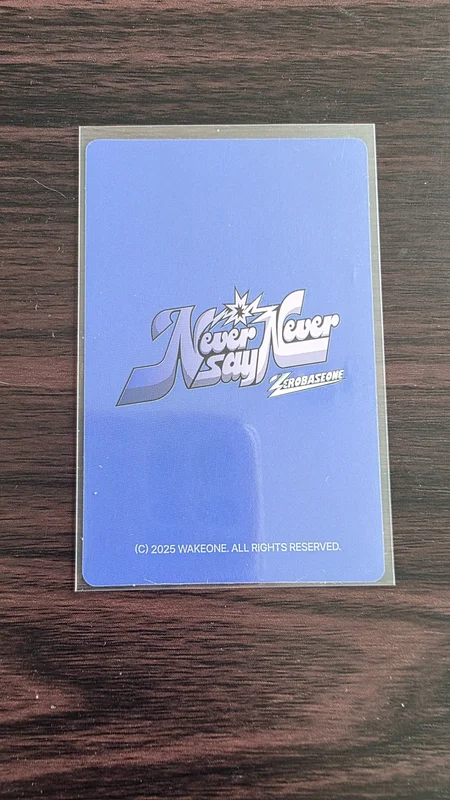 Never Never
say
ZEROBASEONE
(C) 2025 WAKEONE. ALL RIGHTS RESERVED.